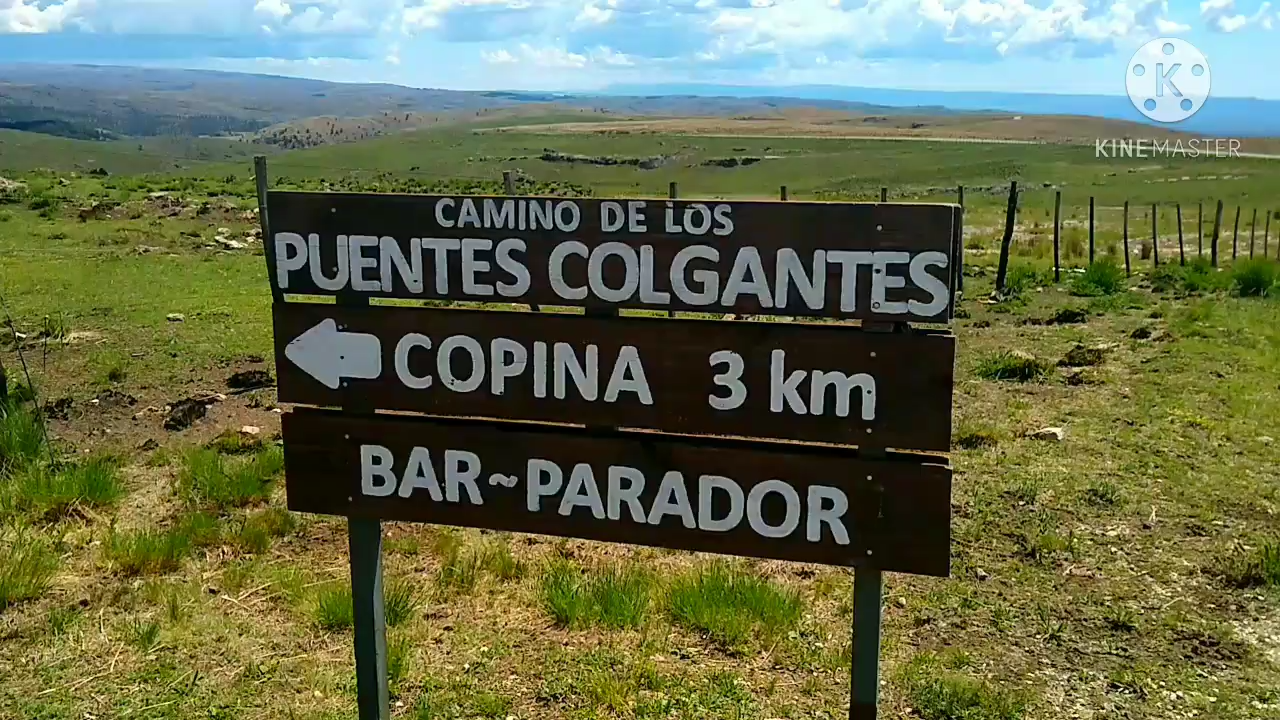 K
KINEMASTER
CAMINO DE LOS
PUENTES COLGANTES
COPINA 3 km
BAR~PARADOR